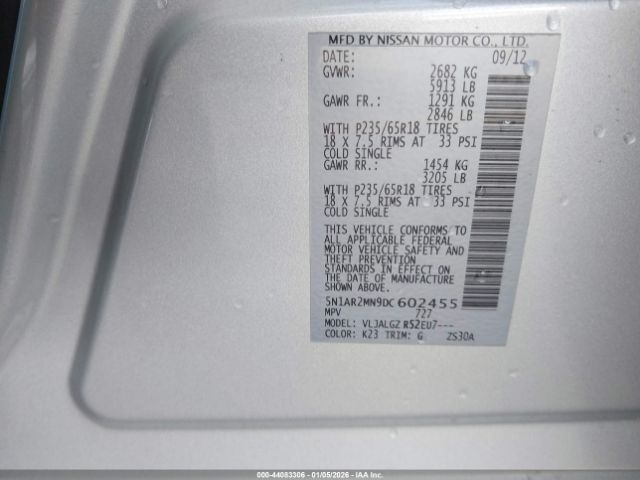 MFD BY NISSAN MOTOR CO., LTD.
DATE: 09/12
GVWR: 2682 KG
5913 LB
GAWR FR.: 1291 KG
2846 LB
WITH P235/65R18 TIRES
18 X 7.5 RIMS AT 33 PSI
COLD SINGLE
GAWR RR.: 1454 KG
3205 LB
WITH P235/65R18 TIRES
18 X 7.5 RIMS AT 33 PSI
COLD SINGLE
THIS VEHICLE CONFORMS TO
ALL APPLICABLE FEDERAL
MOTOR VEHICLE SAFETY
AND THEFT PREVENTION
STANDARDS IN EFFECT ON
THE DATE OF MANUFACTURE
SHOWN ABOVE.
5N1AR2MN9DC602455
MPV 727
MODEL: VLJALGZ R52EU7---
COLOR: K23 TRIM: G ZS30A
000-44083306 - 01/05/2026 - IAAI.COM